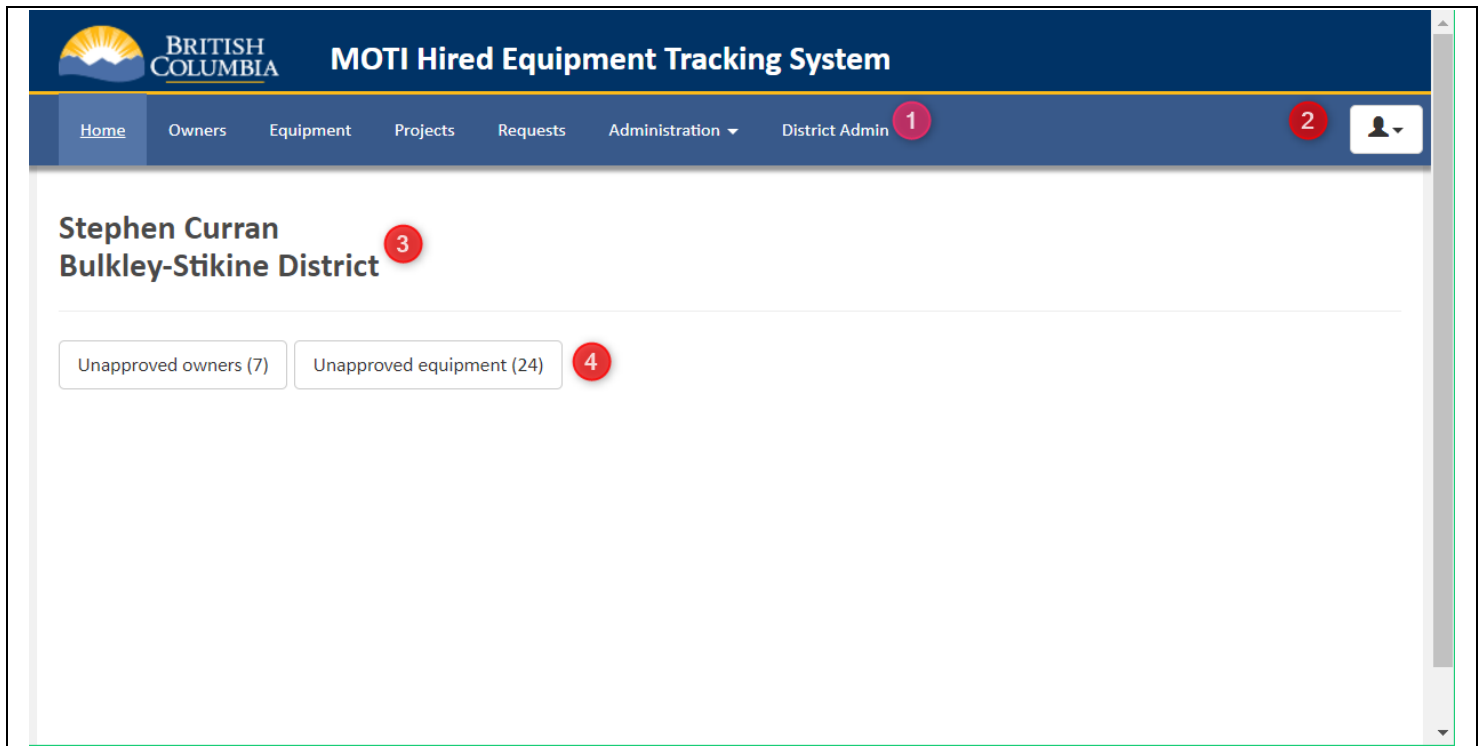 BRITISH
COLUMBIA
MOTI Hired Equipment Tracking System
Home Owners Equipment Projects Requests Administration District Admin 1 2
Stephen Curran
Bulkley-Stikine District 3
Unapproved owners (7) Unapproved equipment (24) 4